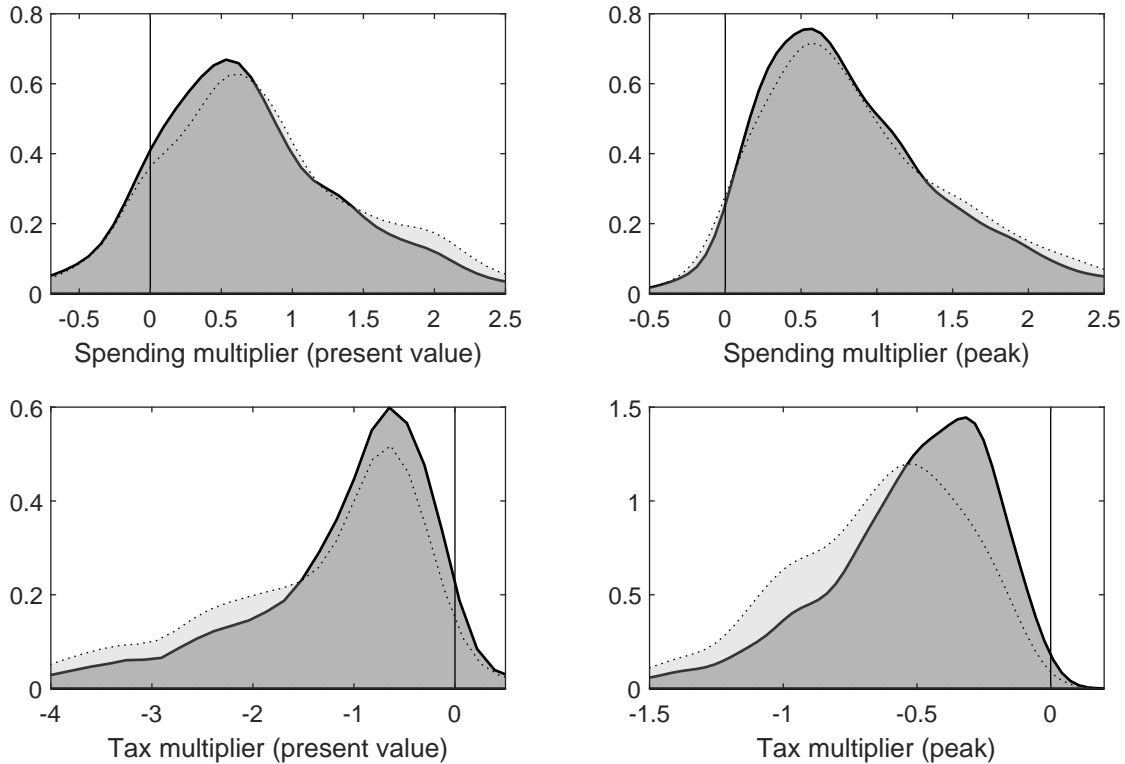 0.8
0.6
0.4
0.2
0
-0.5 0 0.5 1 1.5 2 2.5
Spending multiplier (present value)
0.8
0.6
0.4
0.2
0
-0.5 0 0.5 1 1.5 2 2.5
Spending multiplier (peak)
0.6
0.4
0.2
0
-4 -3 -2 -1 0
Tax multiplier (present value)
1.5
1
0.5
0
-1.5 -1 -0.5 0
Tax multiplier (peak)